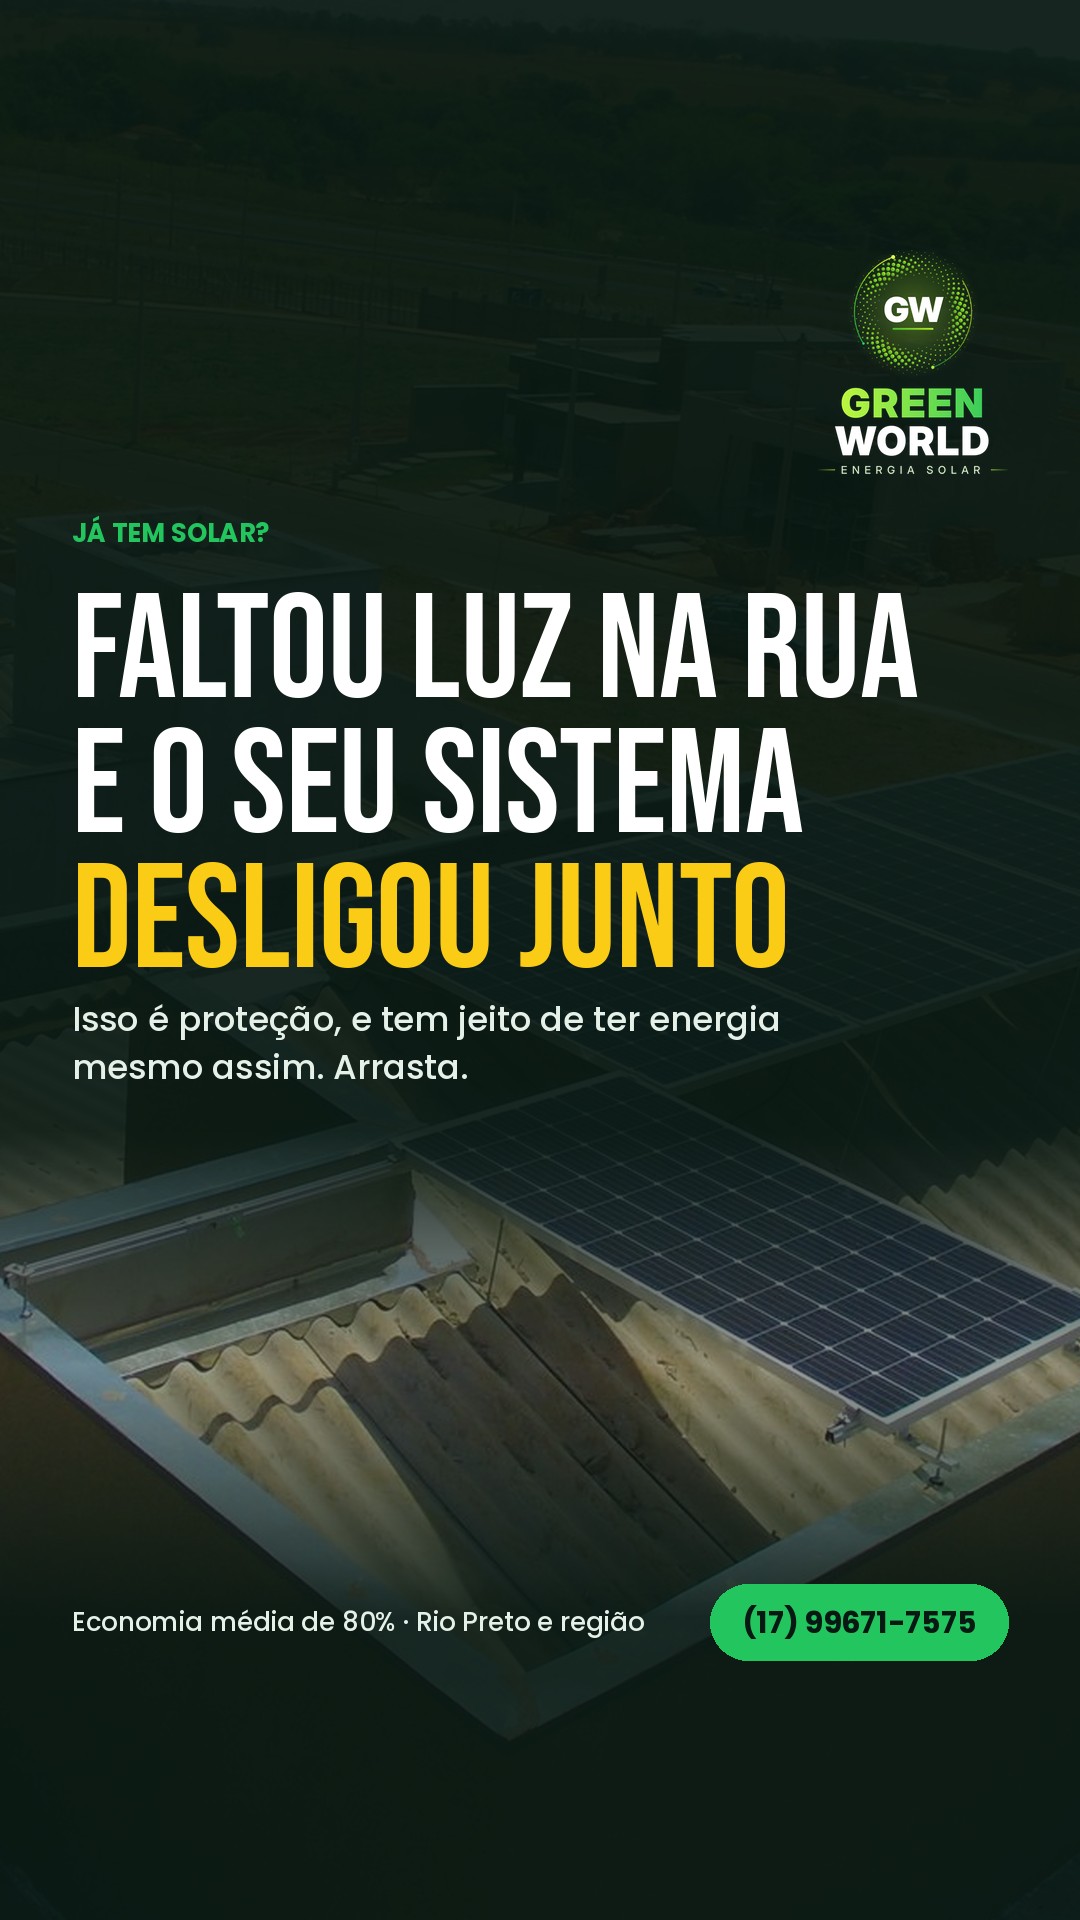 GW
GREEN
WORLD
ENERGIA SOLAR
JÁ TEM SOLAR?
FALTOU LUZ NA RUA
E O SEU SISTEMA
DESLIGOU JUNTO
Isso é proteção, e tem jeito de ter energia
mesmo assim. Arrasta.
Economia média de 80% · Rio Preto e região
(17) 99671-7575